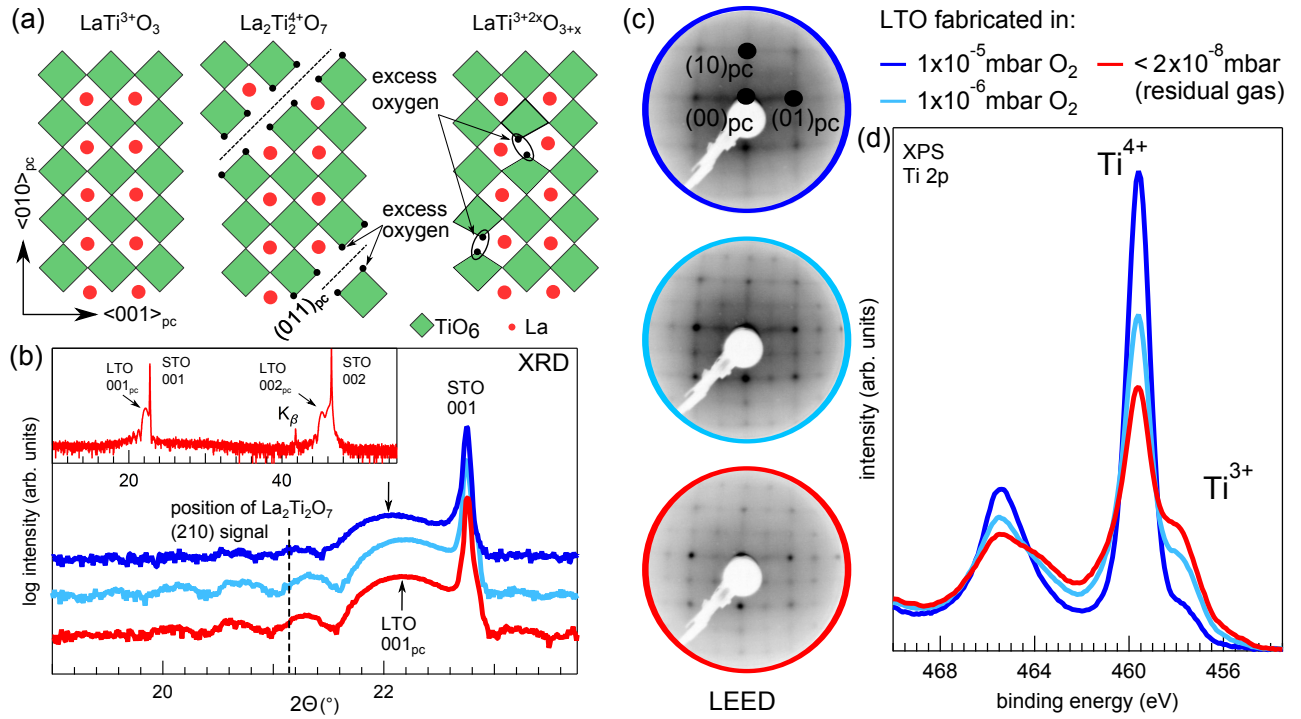 (a)
LaTi³⁺O₃
La₂Ti₂⁴⁺O₇
LaTi³⁺²ˣO₃₊ₓ
excess
oxygen
excess
oxygen
<010>pc
<001>pc
(011)pc
TiO₆
La
(b)
XRD
LTO
001pc
STO
001
LTO
002pc
STO
002
Kβ
20
40
STO
001
position of La₂Ti₂O₇
(210) signal
LTO
001pc
log intensity (arb. units)
20
22
2Θ(°)
(c)
(10)pc
(00)pc
(01)pc
LEED
LTO fabricated in:
1x10⁻⁵mbar O₂
1x10⁻⁶mbar O₂
< 2x10⁻⁸mbar
(residual gas)
(d)
XPS
Ti 2p
Ti⁴⁺
Ti³⁺
intensity (arb. units)
468
464
460
456
binding energy (eV)